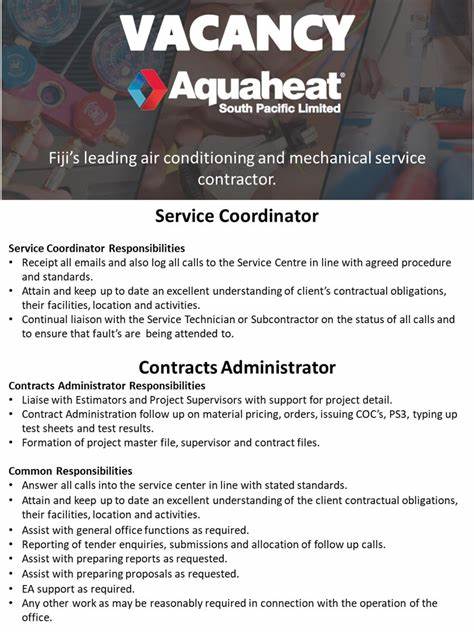 VACANCY
Aquaheat®
South Pacific Limited
Fiji's leading air conditioning and mechanical service
contractor.
Service Coordinator
Service Coordinator Responsibilities
• Receipt all emails and also log all calls to the Service Centre in line with agreed procedure
and standards.
• Attain and keep up to date an excellent understanding of client's contractual obligations,
their facilities, location and activities.
• Continual liaison with the Service Technician or Subcontractor on the status of all calls and
to ensure that fault's are being attended to.
Contracts Administrator
Contracts Administrator Responsibilities
• Liaise with Estimators and Project Supervisors with support for project detail.
• Contract Administration follow up on material pricing, orders, issuing COC's, PS3, typing up
test sheets and test results.
• Formation of project master file, supervisor and contract files.
Common Responsibilities
• Answer all calls into the service center in line with stated standards.
• Attain and keep up to date an excellent understanding of the client contractual obligations,
their facilities, location and activities.
• Assist with general office functions as required.
• Reporting of tender enquiries, submissions and allocation of follow up calls.
• Assist with preparing reports as requested.
• Assist with preparing proposals as requested.
• EA support as required.
• Any other work as may be reasonably required in connection with the operation of the
office.